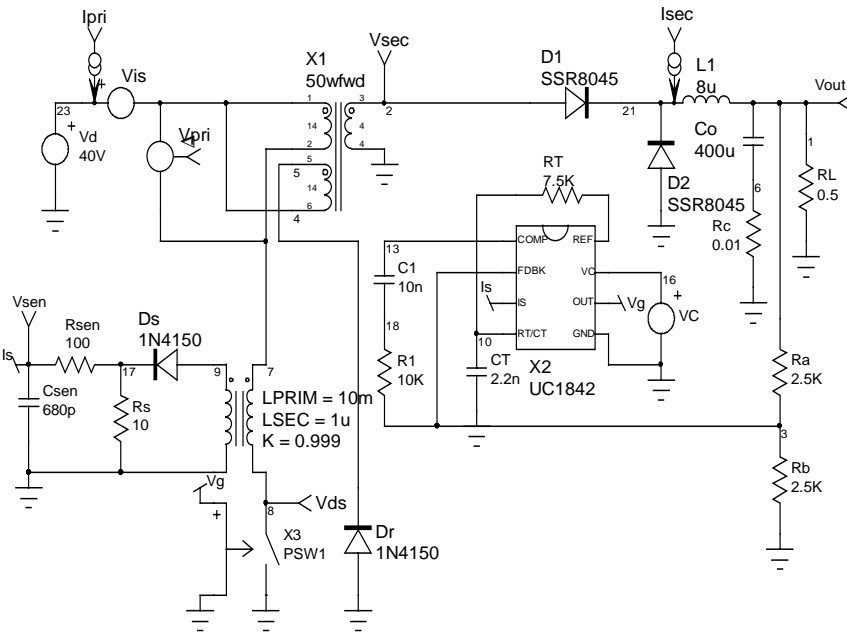 Ipri
Isec
X1
50wfwd
Vsec
D1
SSR8045
L1
8u
Vout
Vis
23
+
Vd
40V
+
Vpri
1
14
2
5
5
14
6
4
3
4
4
2
21
Co
400u
1
RL
0.5
D2
SSR8045
6
Rc
0.01
RT
7.5K
COMP
REF
FDBK
VC
IS
OUT
RT/CT
GND
X2
UC1842
13
C1
10n
18
R1
10K
Is
10
CT
2.2n
Vg
16
+
VC
Ra
2.5K
3
Rb
2.5K
Vsen
Rsen
100
Is
Csen
680p
17
Ds
1N4150
Rs
10
9
7
LPRIM = 10m
LSEC = 1u
K = 0.999
Vg
+
8
Vds
X3
PSW1
Dr
1N4150